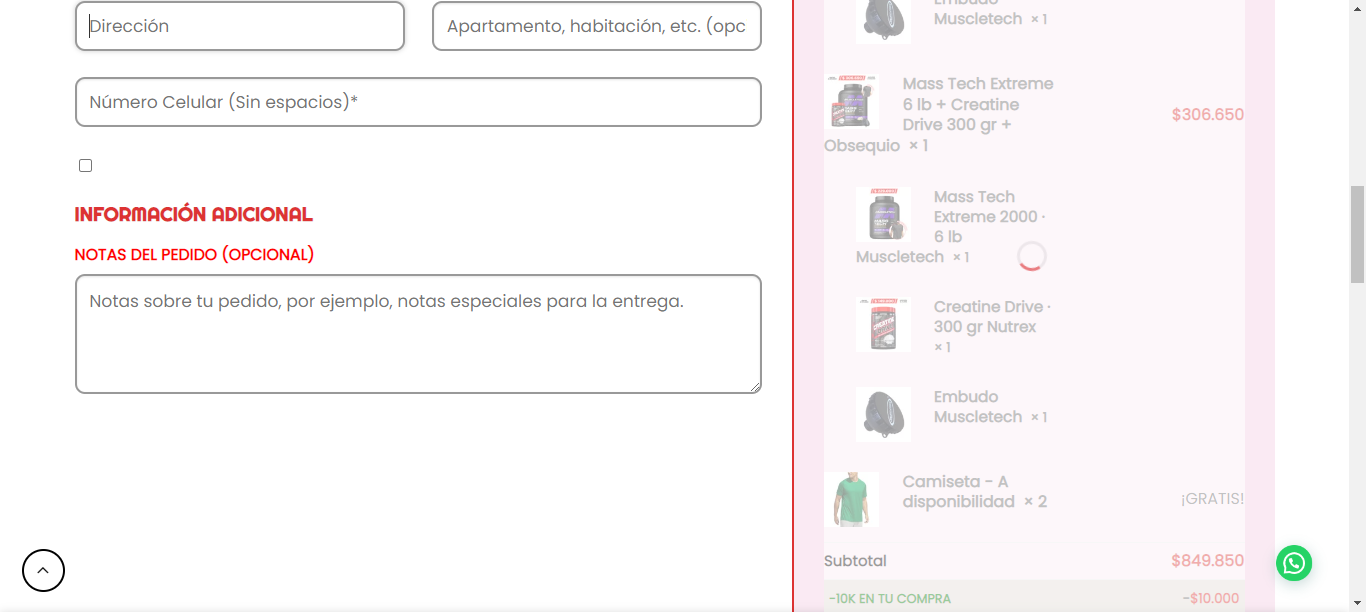 Dirección
Apartamento, habitación, etc. (opc
Número Celular (Sin espacios)*
INFORMACIÓN ADICIONAL
NOTAS DEL PEDIDO (OPCIONAL)
Notas sobre tu pedido, por ejemplo, notas especiales para la entrega.
Embudo
Muscletech × 1
Mass Tech Extreme
6 lb + Creatine
Drive 300 gr +
Obsequio × 1
$306.650
Mass Tech
Extreme 2000 ·
6 lb
Muscletech × 1
Creatine Drive ·
300 gr Nutrex
× 1
Embudo
Muscletech × 1
Camiseta - A
disponibilidad × 2
¡GRATIS!
Subtotal
$849.850
-10K EN TU COMPRA
-$10.000